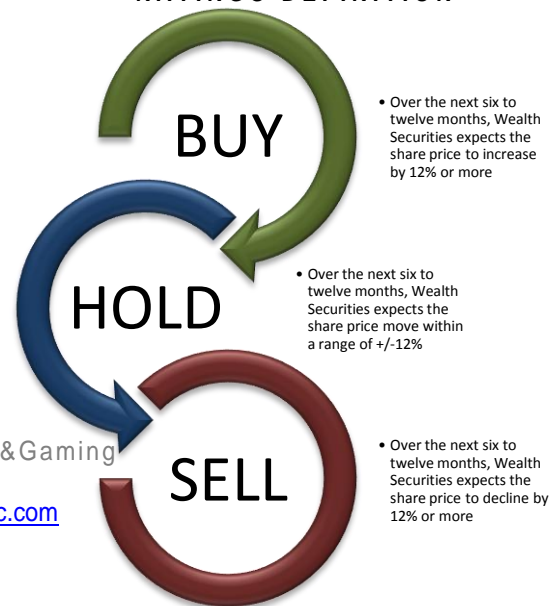 BUY
• Over the next six to
twelve months, Wealth
Securities expects the
share price to increase
by 12% or more
HOLD
• Over the next six to
twelve months, Wealth
Securities expects the
share price move within
a range of +/-12%
&Gaming
SELL
c.com
• Over the next six to
twelve months, Wealth
Securities expects the
share price to decline by
12% or more